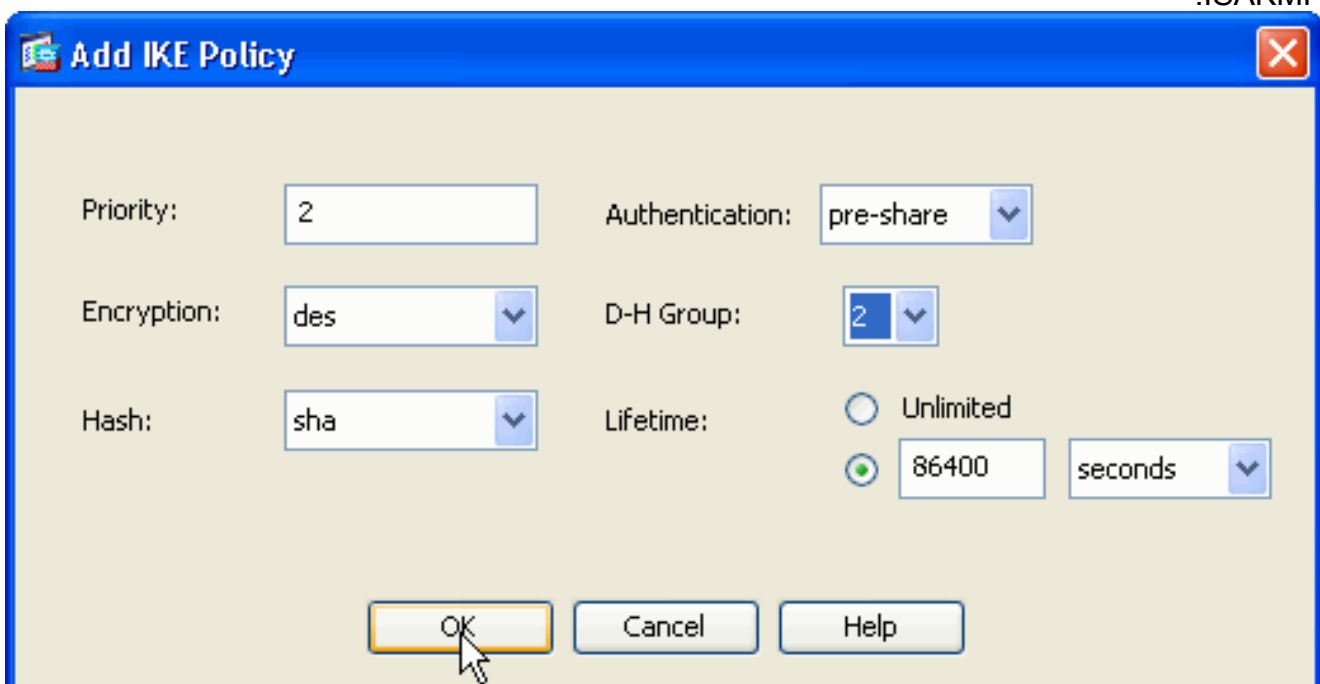 .ISAKMP
Add IKE Policy
Priority: 2 Authentication: pre-share
Encryption: des D-H Group: 2
Hash: sha Lifetime: Unlimited
86400 seconds
OK Cancel Help